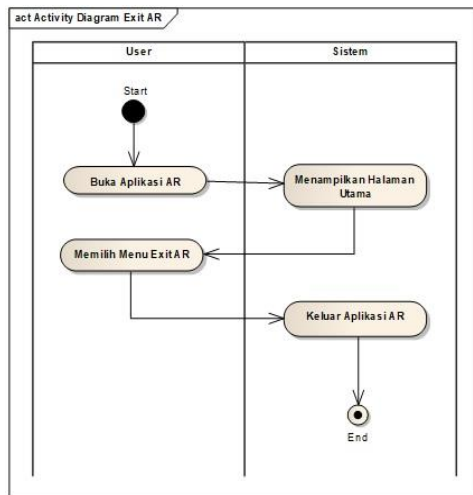 act Activity Diagram Exit AR
User
Sistem
Start
Buka Aplikasi AR
Menampilkan Halaman
Utama
Memilih Menu Exit AR
Keluar Aplikasi AR
End